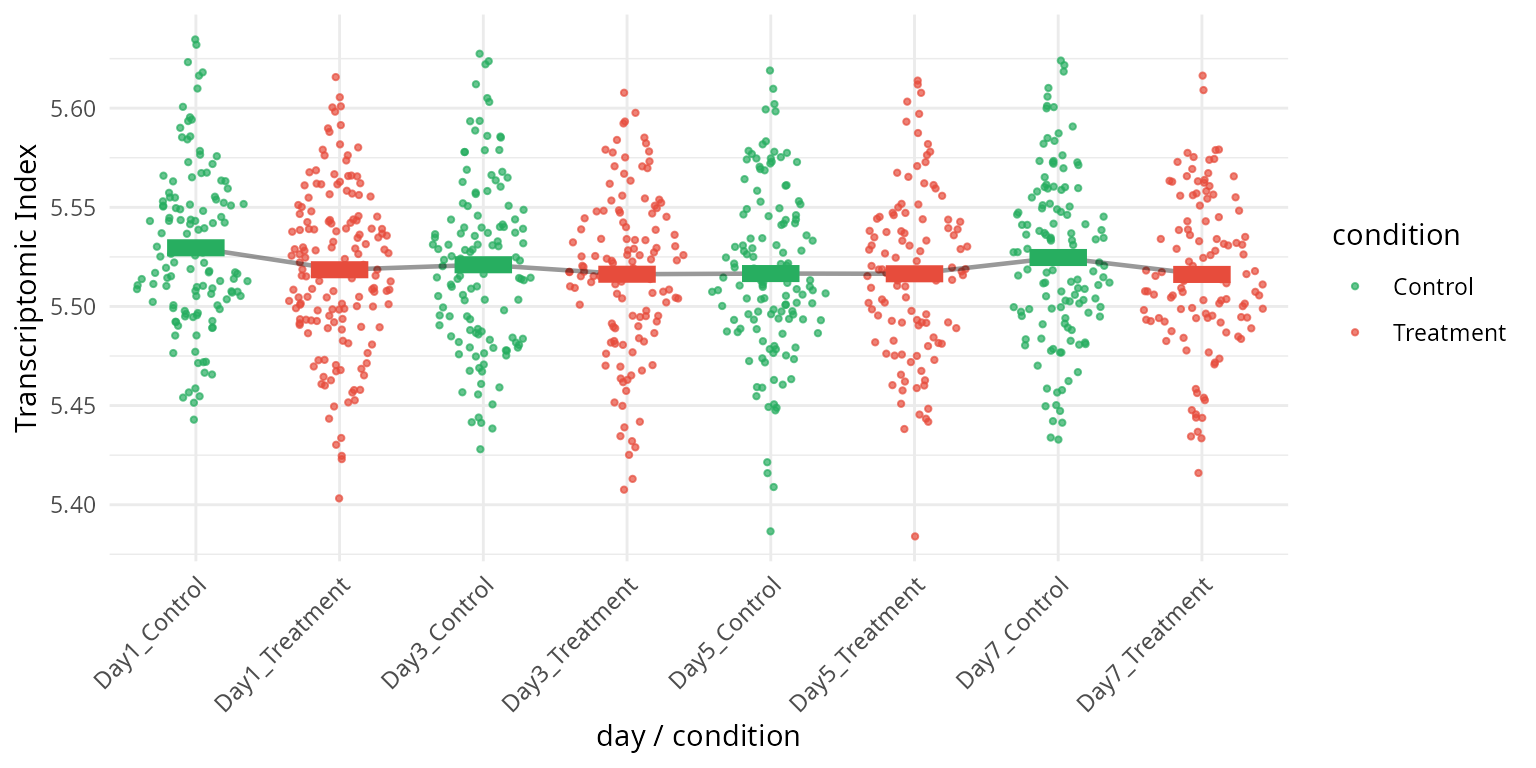 Transcriptomic Index
5.60
5.55
5.50
5.45
5.40
Day1_Control
Day1_Treatment
Day3_Control
Day3_Treatment
Day5_Control
Day5_Treatment
Day7_Control
Day7_Treatment
day / condition
condition
Control
Treatment